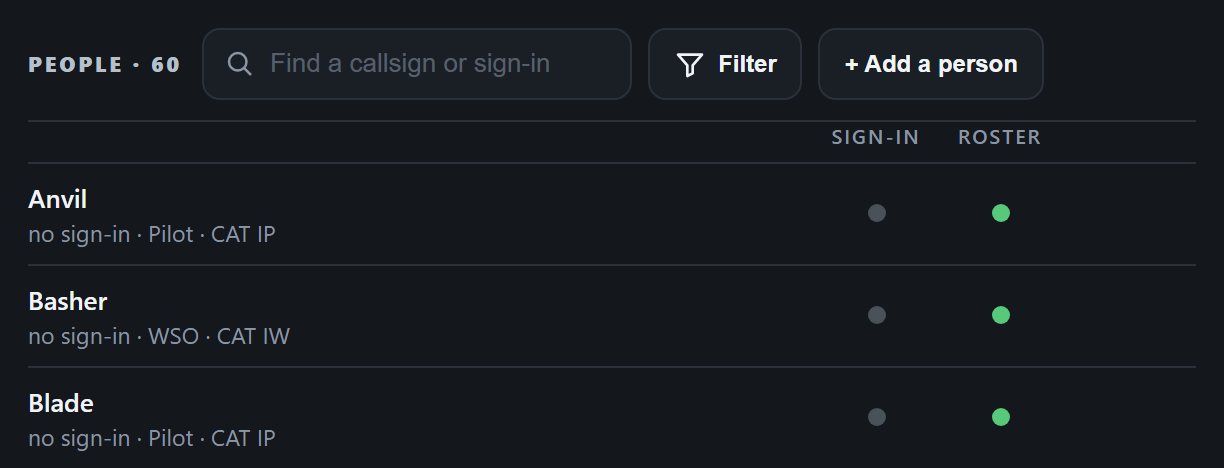 PEOPLE · 60
Find a callsign or sign-in
Filter
+ Add a person
SIGN-IN ROSTER
Anvil
no sign-in · Pilot · CAT IP
Basher
no sign-in · WSO · CAT IW
Blade
no sign-in · Pilot · CAT IP